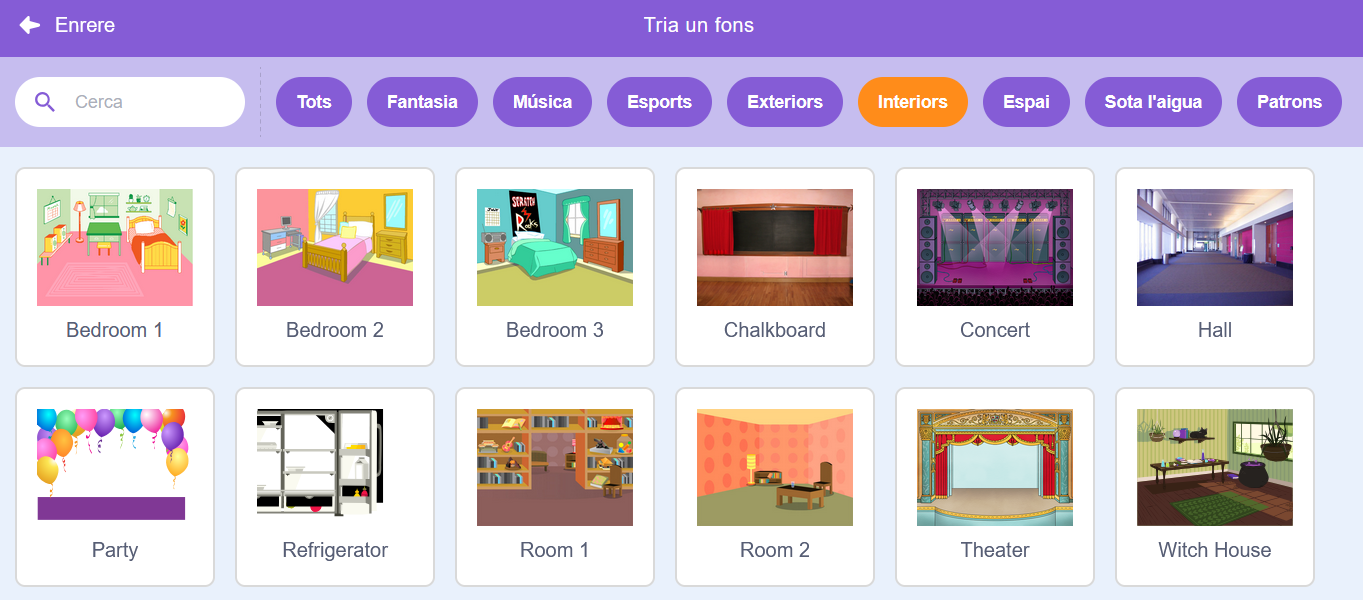 Enrere
Tria un fons
Cerca
Tots
Fantasia
Música
Esports
Exteriors
Interiors
Espai
Sota l'aigua
Patrons
SCRATCH
Rocks
Bedroom 1
Bedroom 2
Bedroom 3
Chalkboard
Concert
Hall
Party
Refrigerator
Room 1
Room 2
Theater
Witch House